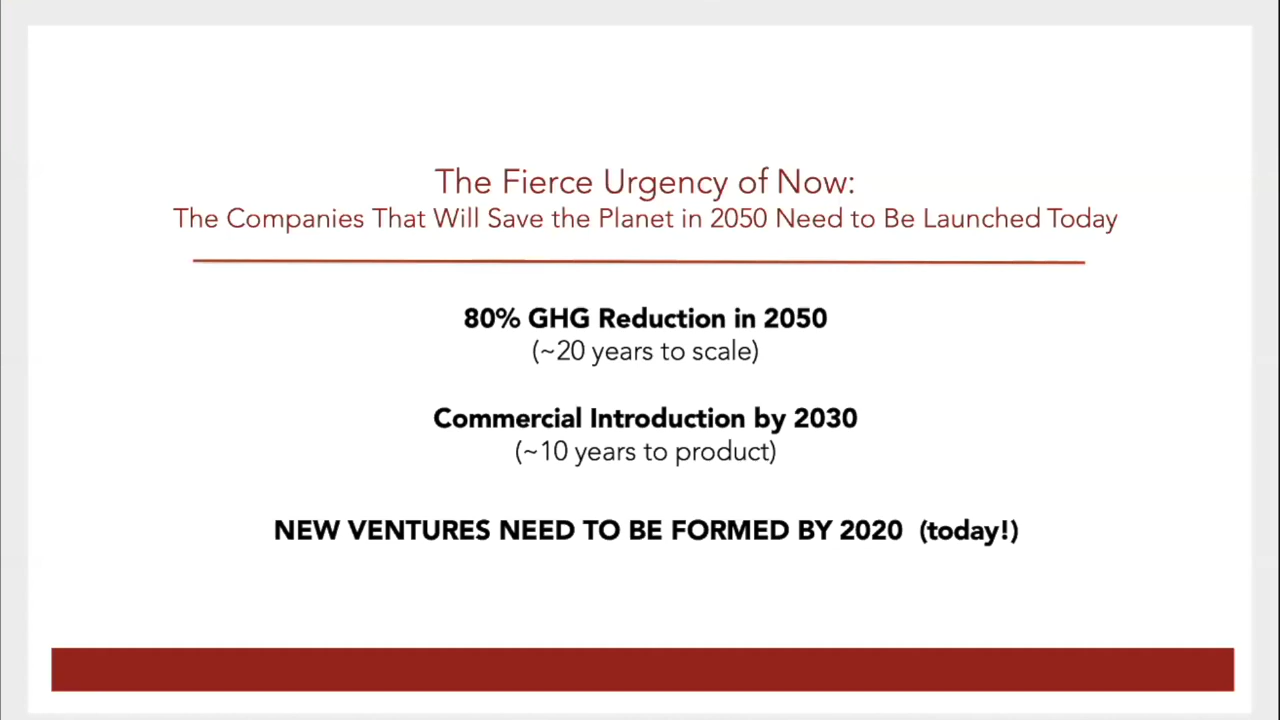 The Fierce Urgency of Now:
The Companies That Will Save the Planet in 2050 Need to Be Launched Today
80% GHG Reduction in 2050
(~20 years to scale)
Commercial Introduction by 2030
(~10 years to product)
NEW VENTURES NEED TO BE FORMED BY 2020 (today!)